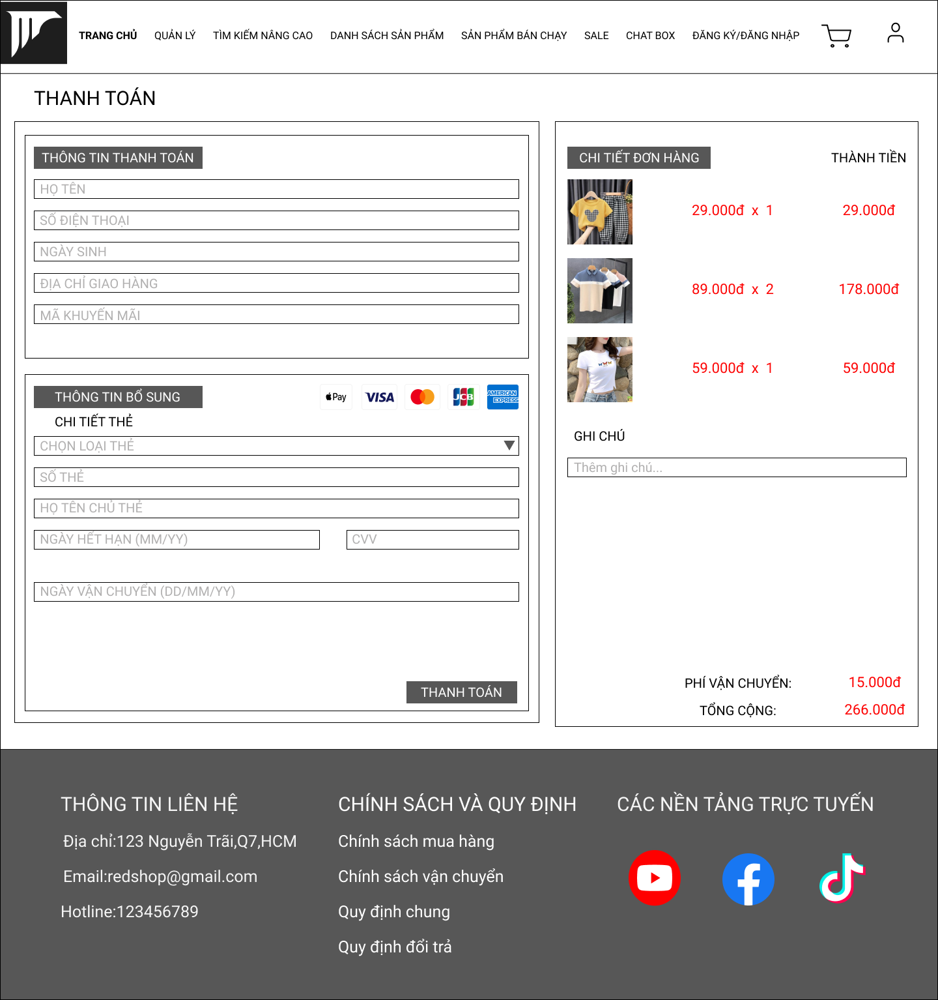 TRANG CHỦ QUẢN LÝ TÌM KIẾM NÂNG CAO DANH SÁCH SẢN PHẨM SẢN PHẨM BÁN CHẠY SALE CHAT BOX ĐĂNG KÝ/ĐĂNG NHẬP
THANH TOÁN
THÔNG TIN THANH TOÁN
HỌ TÊN
SỐ ĐIỆN THOẠI
NGÀY SINH
ĐỊA CHỈ GIAO HÀNG
MÃ KHUYẾN MÃI
THÔNG TIN BỔ SUNG
Pay VISA JCB AMERICAN EXPRESS
CHI TIẾT THẺ
CHỌN LOẠI THẺ
SỐ THẺ
HỌ TÊN CHỦ THẺ
NGÀY HẾT HẠN (MM/YY) CVV
NGÀY VẬN CHUYỂN (DD/MM/YY)
THANH TOÁN
CHI TIẾT ĐƠN HÀNG THÀNH TIỀN
29.000đ x 1 29.000đ
89.000đ x 2 178.000đ
59.000đ x 1 59.000đ
GHI CHÚ
Thêm ghi chú...
PHÍ VẬN CHUYỂN: 15.000đ
TỔNG CỘNG: 266.000đ
THÔNG TIN LIÊN HỆ
Địa chỉ:123 Nguyễn Trãi,Q7,HCM
Email:redshop@gmail.com
Hotline:123456789
CHÍNH SÁCH VÀ QUY ĐỊNH
Chính sách mua hàng
Chính sách vận chuyển
Quy định chung
Quy định đổi trả
CÁC NỀN TẢNG TRỰC TUYẾN